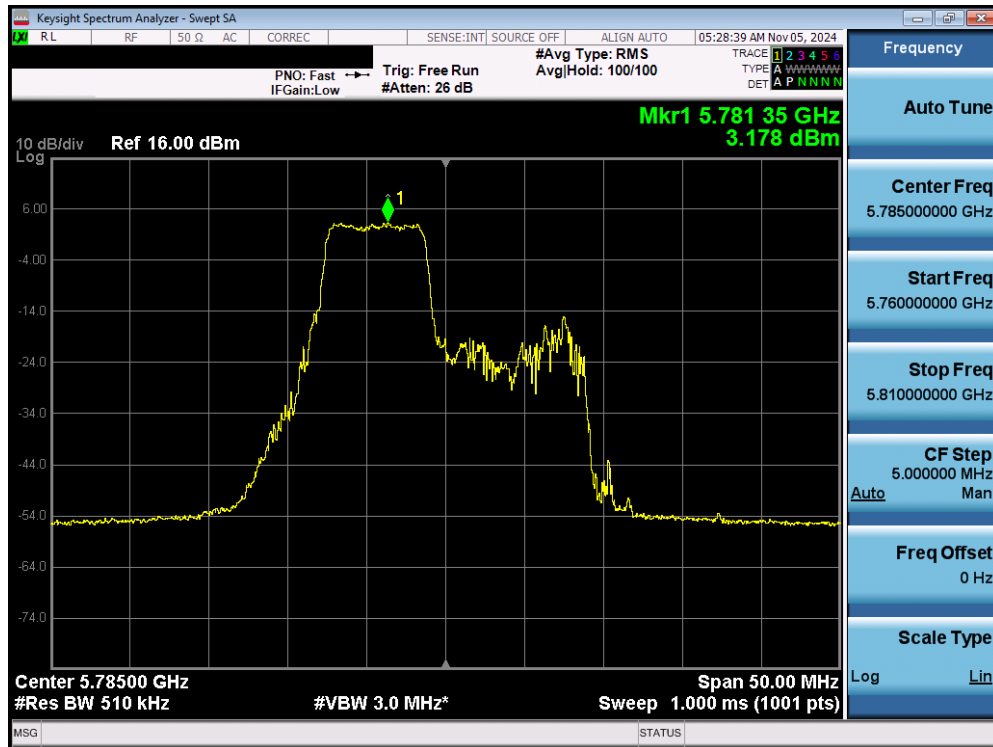 Keysight Spectrum Analyzer - Swept SA
LXI RL RF 50 Ω AC CORREC SENSE:INT SOURCE OFF ALIGN AUTO 05:28:39 AM Nov 05, 2024
PNO: Fast
IFGain:Low
Trig: Free Run
#Atten: 26 dB
#Avg Type: RMS
Avg|Hold: 100/100
TRACE 1 2 3 4 5 6
TYPE A WWWWW
DET A P N N N N
Frequency
Mkr1 5.781 35 GHz
3.178 dBm
10 dB/div Ref 16.00 dBm
Log
1
6.00
-4.00
-14.0
-24.0
-34.0
-44.0
-54.0
-64.0
-74.0
Center 5.78500 GHz
Span 50.00 MHz
#Res BW 510 kHz
#VBW 3.0 MHz*
Sweep 1.000 ms (1001 pts)
Auto Tune
Center Freq
5.785000000 GHz
Start Freq
5.760000000 GHz
Stop Freq
5.810000000 GHz
CF Step
5.000000 MHz
Auto Man
Freq Offset
0 Hz
Scale Type
Log Lin
MSG STATUS